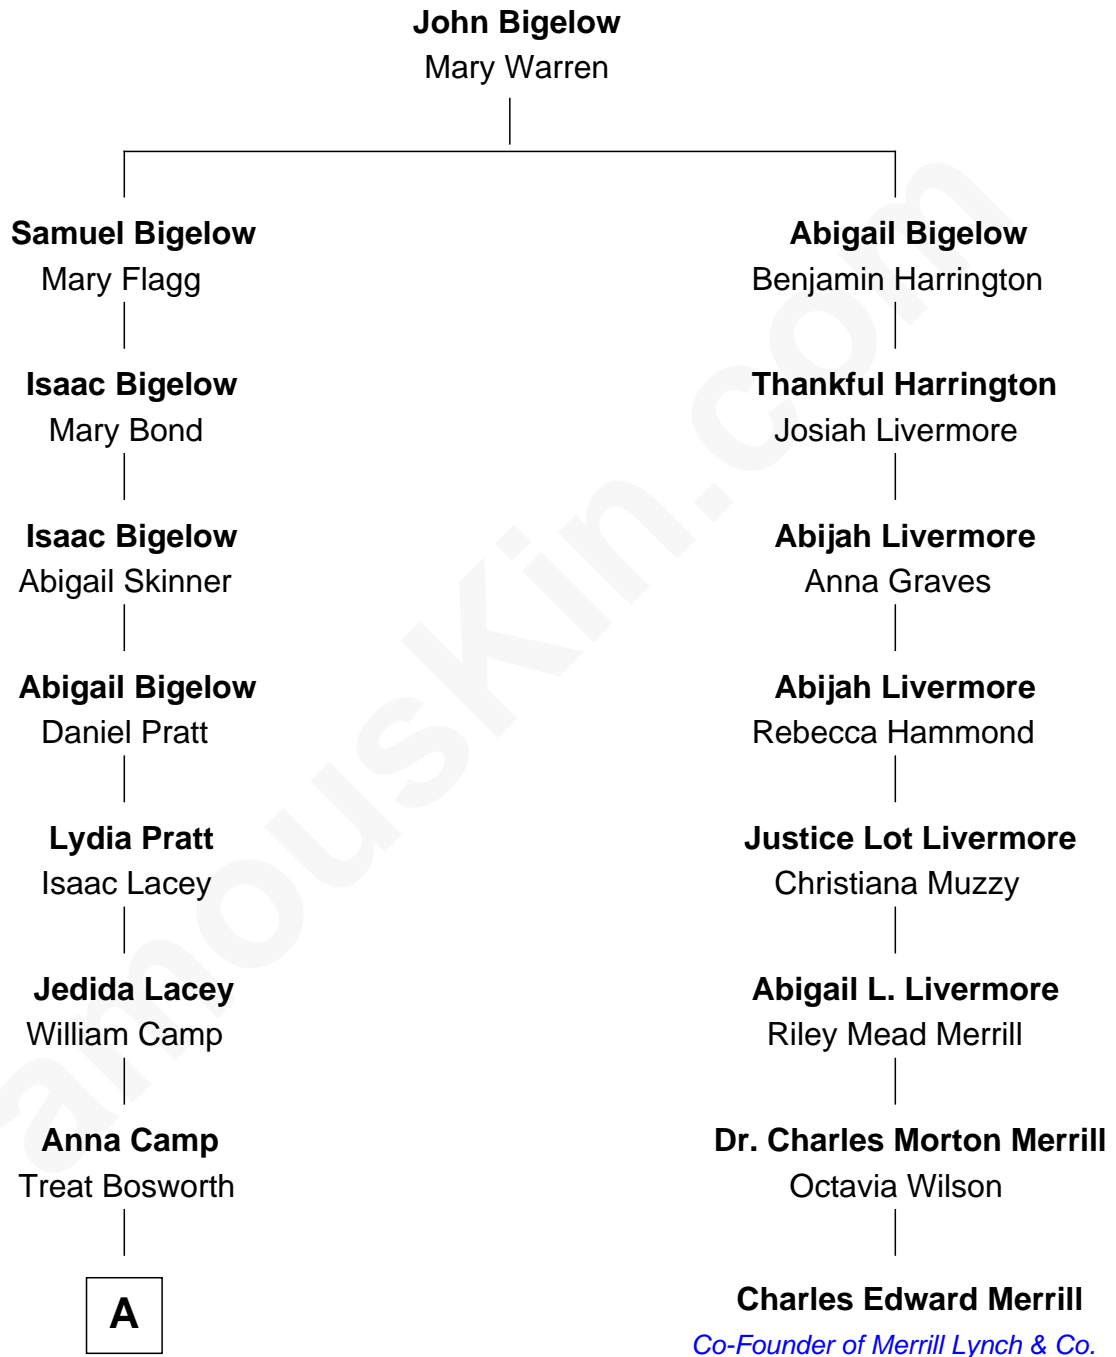 John Bigelow
Mary Warren
Samuel Bigelow
Mary Flagg
Isaac Bigelow
Mary Bond
Isaac Bigelow
Abigail Skinner
Abigail Bigelow
Daniel Pratt
Lydia Pratt
Isaac Lacey
Jedida Lacey
William Camp
Anna Camp
Treat Bosworth
A
Abigail Bigelow
Benjamin Harrington
Thankful Harrington
Josiah Livermore
Abijah Livermore
Anna Graves
Abijah Livermore
Rebecca Hammond
Justice Lot Livermore
Christiana Muzzy
Abigail L. Livermore
Riley Mead Merrill
Dr. Charles Morton Merrill
Octavia Wilson
Charles Edward Merrill
Co-Founder of Merrill Lynch & Co.
amousKin.com